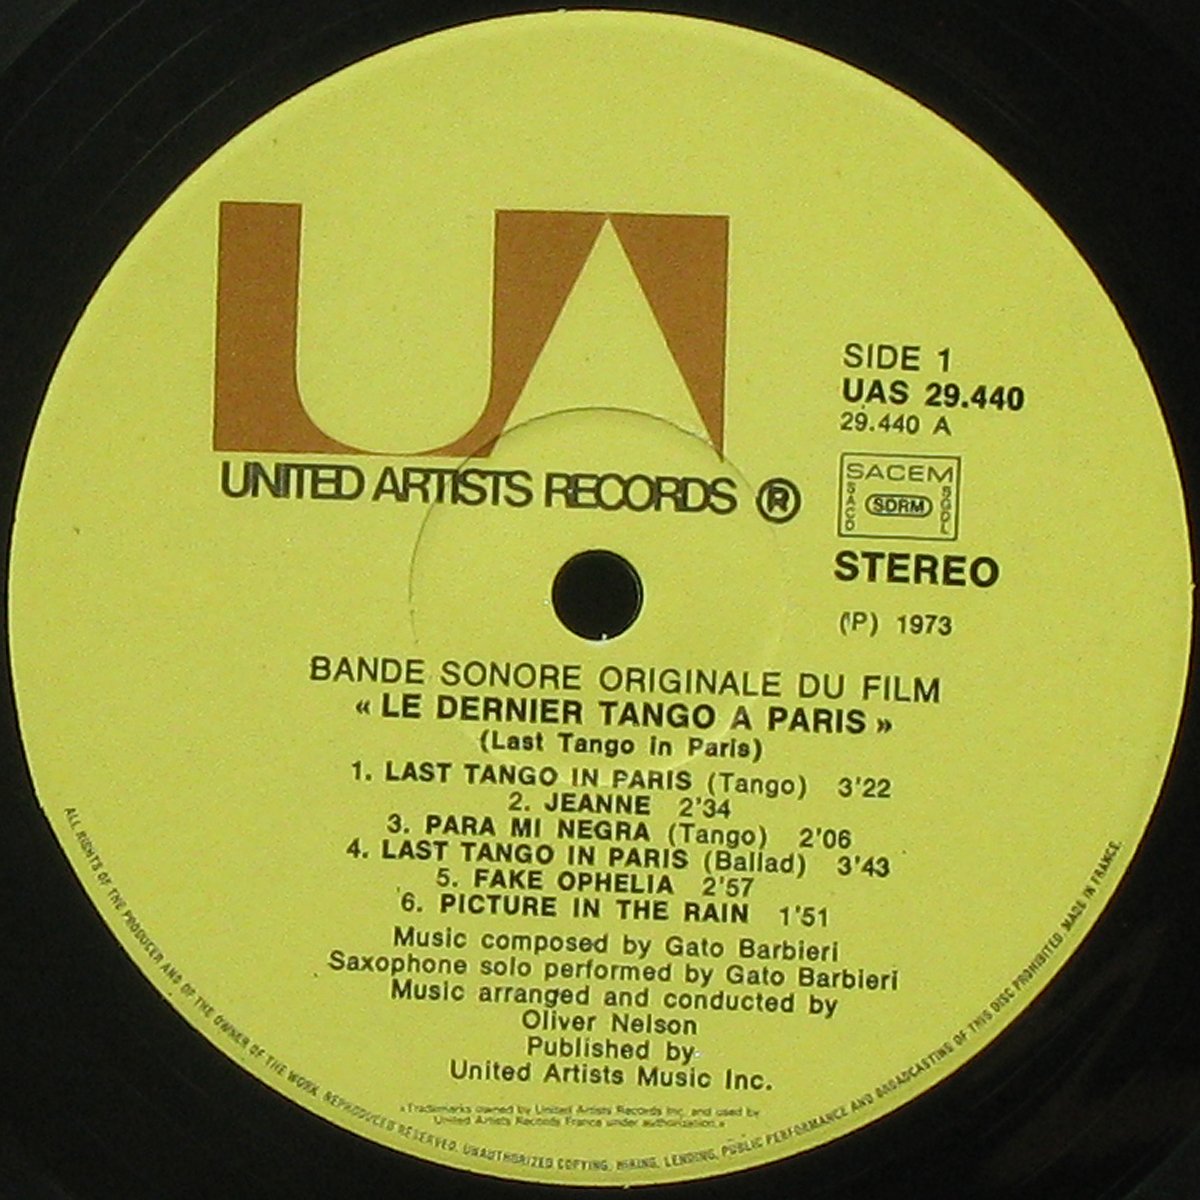 UNITED ARTISTS RECORDS ®
SIDE 1
UAS 29.440
29.440 A
SACEM
SACD
SDRM
SGDL
STEREO
(P) 1973
BANDE SONORE ORIGINALE DU FILM
« LE DERNIER TANGO A PARIS »
(Last Tango in Paris)
1. LAST TANGO IN PARIS (Tango) 3'22
2. JEANNE 2'34
3. PARA MI NEGRA (Tango) 2'06
4. LAST TANGO IN PARIS (Ballad) 3'43
5. FAKE OPHELIA 2'57
6. PICTURE IN THE RAIN 1'51
Music composed by Gato Barbieri
Saxophone solo performed by Gato Barbieri
Music arranged and conducted by
Oliver Nelson
Published by
United Artists Music Inc.
«Trademarks owned by United Artists Records Inc. and used by
United Artists Records France under authorization.»
ALL RIGHTS OF THE PRODUCER AND OF THE OWNER OF THE WORK REPRODUCED RESERVED. UNAUTHORIZED COPYING, HIRING, LENDING, PUBLIC PERFORMANCE AND BROADCASTING OF THIS DISC PROHIBITED. MADE IN FRANCE.